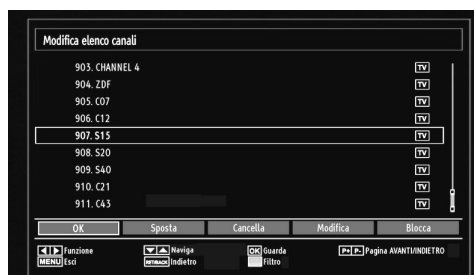 Modifica elenco canali
903. CHANNEL 4 TV
904. ZDF TV
905. C07 TV
906. C12 TV
907. S15 TV
908. S20 TV
909. S40 TV
910. C21 TV
911. C43 TV
OK Sposta Cancella Modifica Blocca
Funzione Naviga OK Guarda P+ P- Pagina AVANTI/INDIETRO
MENU Esci RET/BACK Indietro Filtro